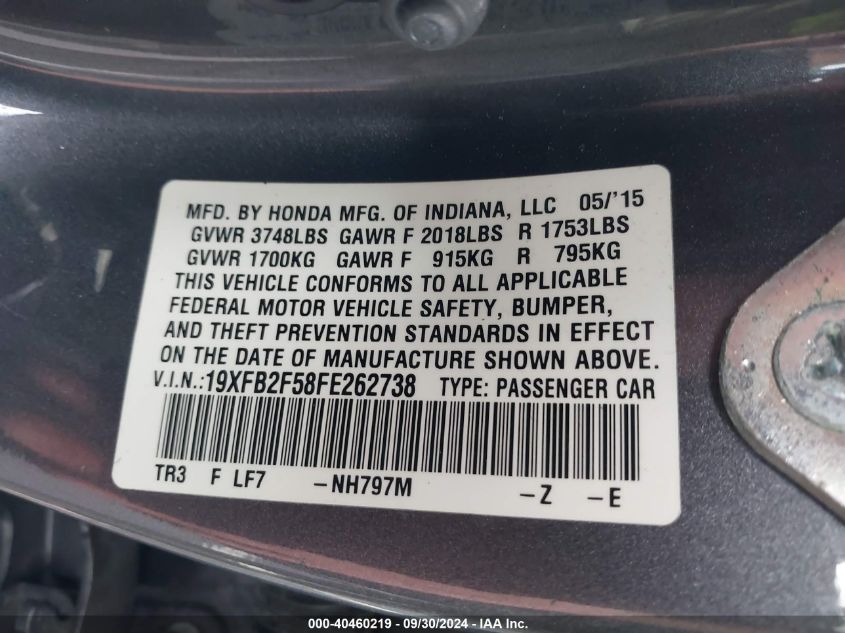 MFD. BY HONDA MFG. OF INDIANA, LLC 05/'15
GVWR 3748LBS GAWR F 2018LBS R 1753LBS
GVWR 1700KG GAWR F 915KG R 795KG
THIS VEHICLE CONFORMS TO ALL APPLICABLE
FEDERAL MOTOR VEHICLE SAFETY, BUMPER,
AND THEFT PREVENTION STANDARDS IN EFFECT
ON THE DATE OF MANUFACTURE SHOWN ABOVE.
V.I.N.:19XFB2F58FE262738 TYPE: PASSENGER CAR
TR3 F LF7 -NH797M -Z -E
000-40460219 - 09/30/2024 - IAA Inc.